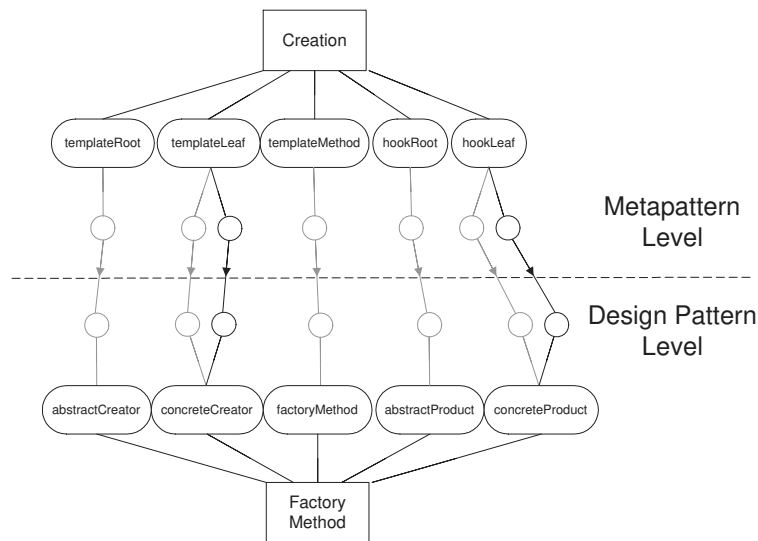 Creation
templateRoot
templateLeaf
templateMethod
hookRoot
hookLeaf
Metapattern
Level
Design Pattern
Level
abstractCreator
concreteCreator
factoryMethod
abstractProduct
concreteProduct
Factory
Method